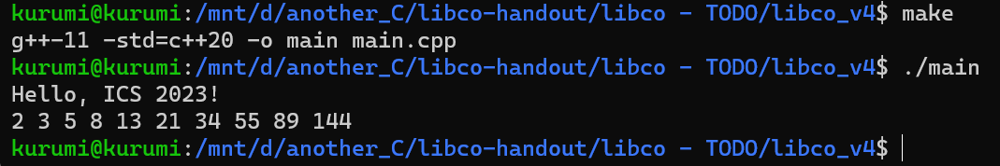 kurumi@kurumi:/mnt/d/another_C/libco-handout/libco - TODO/libco_v4$ make
g++-11 -std=c++20 -o main main.cpp
kurumi@kurumi:/mnt/d/another_C/libco-handout/libco - TODO/libco_v4$ ./main
Hello, ICS 2023!
2 3 5 8 13 21 34 55 89 144
kurumi@kurumi:/mnt/d/another_C/libco-handout/libco - TODO/libco_v4$